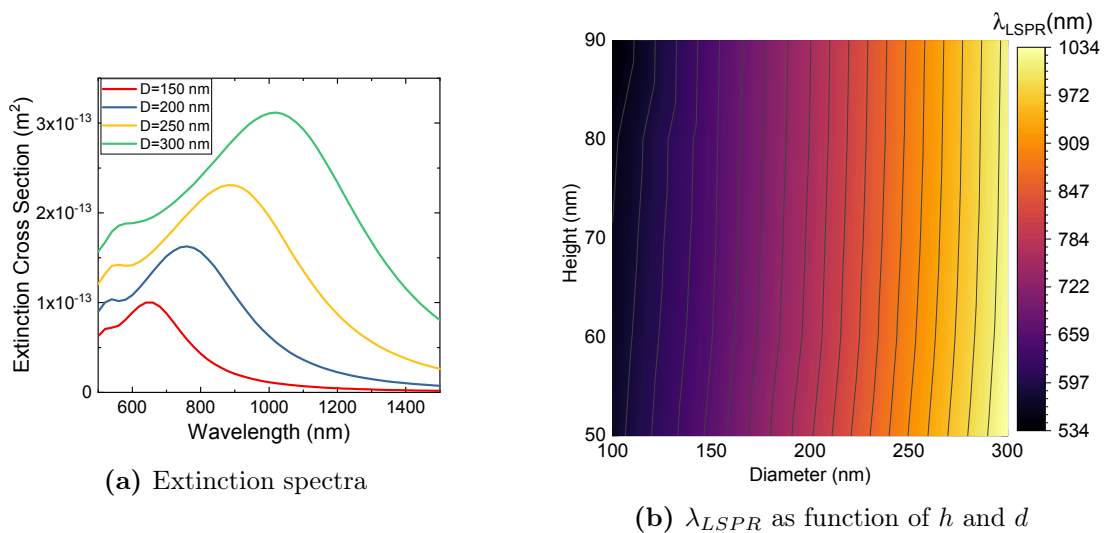 D=150 nm
D=200 nm
D=250 nm
D=300 nm
Extinction Cross Section (m²)
3x10⁻¹³
2x10⁻¹³
1x10⁻¹³
0
600 800 1000 1200 1400
Wavelength (nm)
(a) Extinction spectra
λLSPR(nm)
Height (nm)
90
80
70
60
50
100 150 200 250 300
Diameter (nm)
1034
972
909
847
784
722
659
597
534
(b) λLSPR as function of h and d